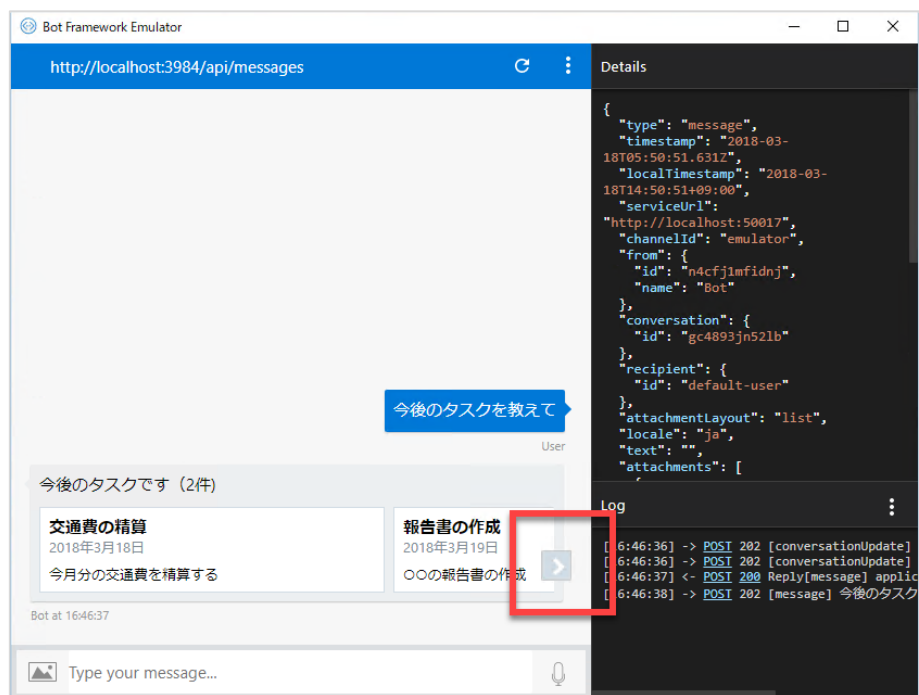 Bot Framework Emulator
http://localhost:3984/api/messages
今後のタスクを教えて
User
今後のタスクです（2件)
交通費の精算
2018年3月18日
今月分の交通費を精算する
報告書の作成
2018年3月19日
○○の報告書の作成
Bot at 16:46:37
Type your message...
Details
{
"type": "message",
"timestamp": "2018-03-
18T05:50:51.631Z",
"localTimestamp": "2018-03-
18T14:50:51+09:00",
"serviceUrl":
"http://localhost:50017",
"channelId": "emulator",
"from": {
"id": "n4cfj1mfidnj",
"name": "Bot"
},
"conversation": {
"id": "gc4893jn52lb"
},
"recipient": {
"id": "default-user"
},
"attachmentLayout": "list",
"locale": "ja",
"text": "",
"attachments": [
Log
[16:46:36] -> POST 202 [conversationUpdate]
[16:46:36] -> POST 202 [conversationUpdate]
[16:46:37] <- POST 200 Reply[message] applic
[16:46:38] -> POST 202 [message] 今後のタスク